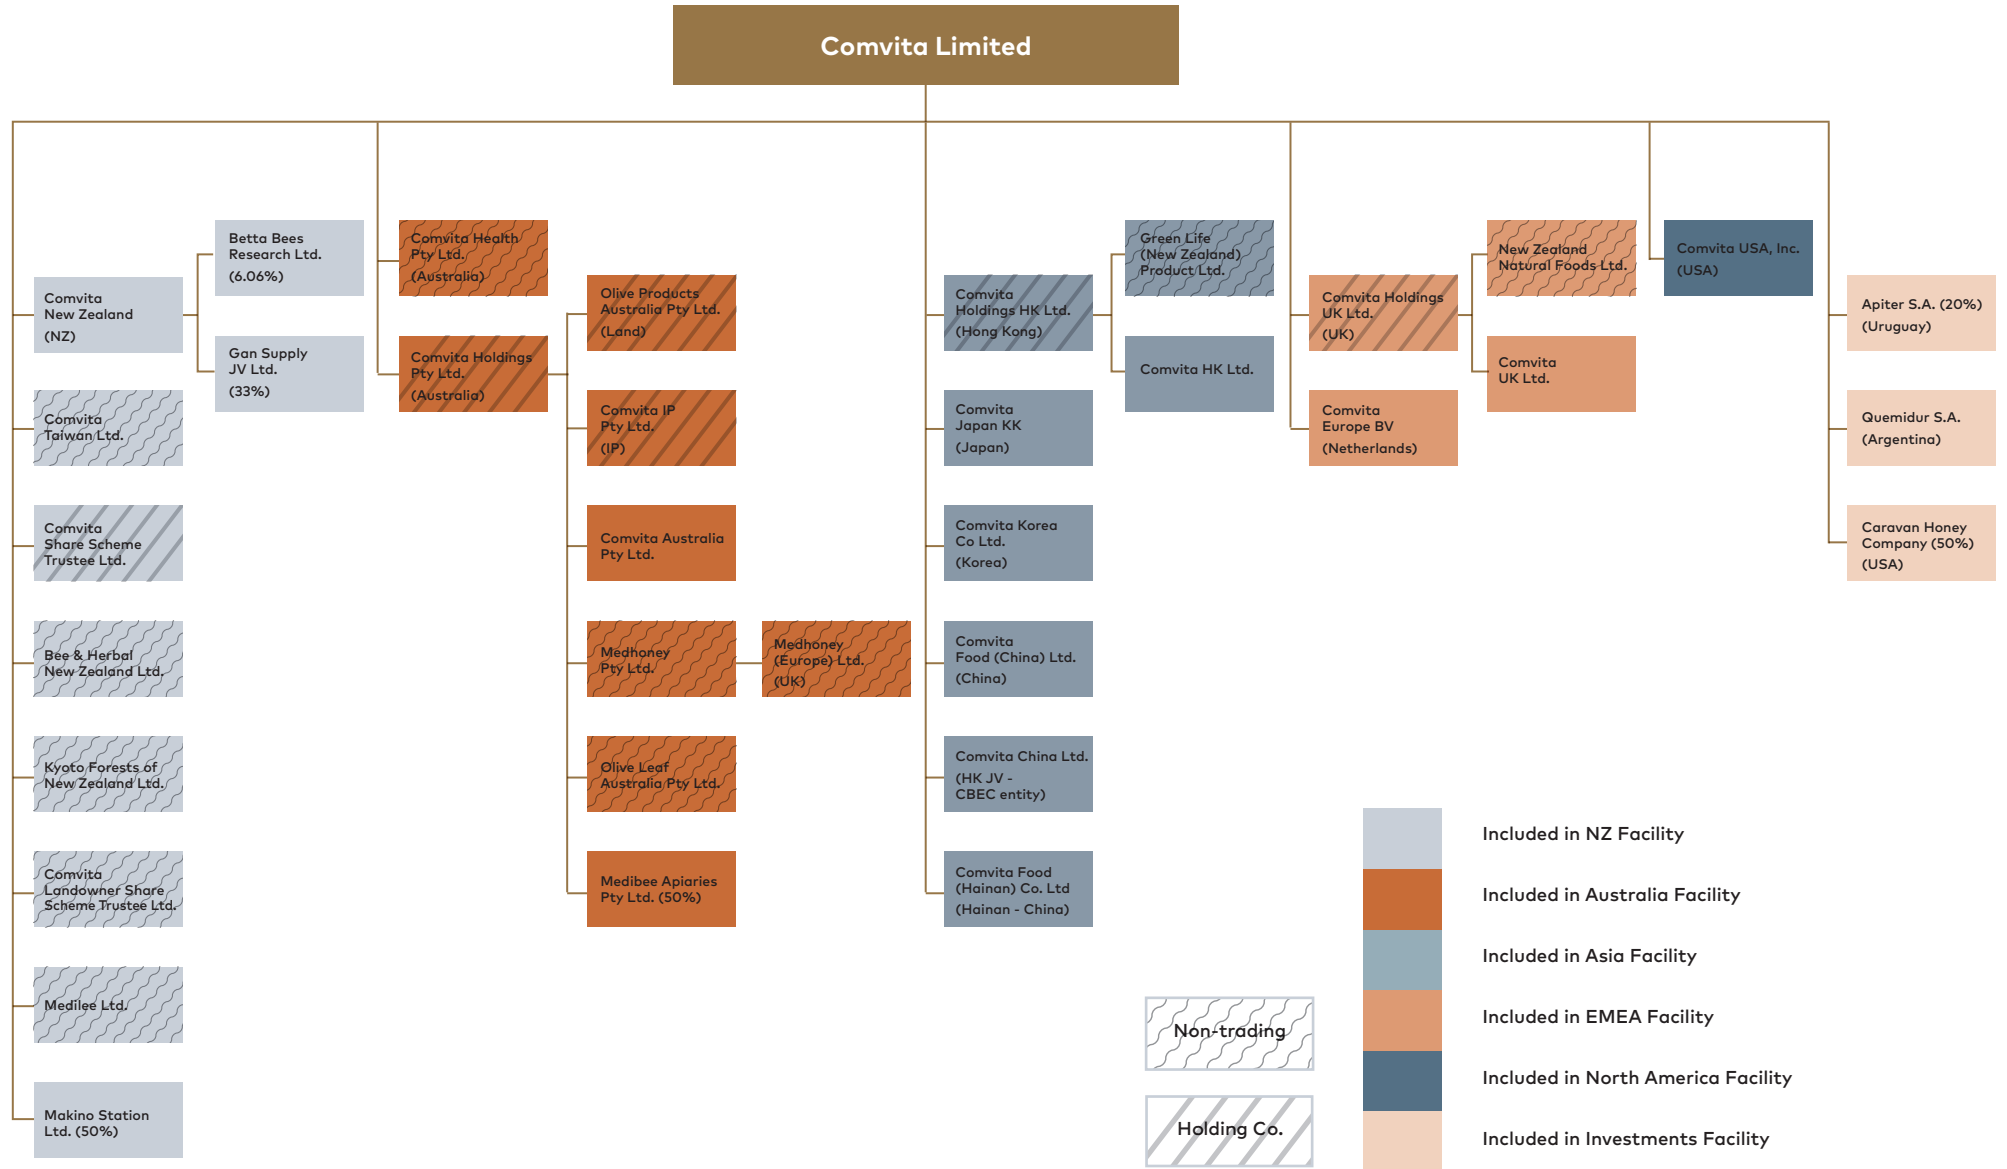 Comvita Limited
Comvita
New Zealand
(NZ)
Betta Bees
Research Ltd.
(6.06%)
Gan Supply
JV Ltd.
(33%)
Comvita
Taiwan Ltd.
Comvita
Share Scheme
Trustee Ltd.
Bee & Herbal
New Zealand Ltd.
Kyoto Forests of
New Zealand Ltd.
Comvita
Landowner Share
Scheme Trustee Ltd.
Medilee Ltd.
Makino Station
Ltd. (50%)
Comvita Health
Pty Ltd.
(Australia)
Comvita Holdings
Pty Ltd.
(Australia)
Olive Products
Australia Pty Ltd.
(Land)
Comvita IP
Pty Ltd.
(IP)
Comvita Australia
Pty Ltd.
Medhoney
Pty Ltd.
Medhoney
(Europe) Ltd.
(UK)
Olive Leaf
Australia Pty Ltd.
Medibee Apiaries
Pty Ltd. (50%)
Comvita
Holdings HK Ltd.
(Hong Kong)
Green Life
(New Zealand)
Product Ltd.
Comvita HK Ltd.
Comvita
Japan KK
(Japan)
Comvita Korea
Co Ltd.
(Korea)
Comvita
Food (China) Ltd.
(China)
Comvita China Ltd.
(HK JV -
CBEC entity)
Comvita Food
(Hainan) Co. Ltd
(Hainan - China)
Comvita Holdings
UK Ltd.
(UK)
New Zealand
Natural Foods Ltd.
Comvita
UK Ltd.
Comvita
Europe BV
(Netherlands)
Comvita USA, Inc.
(USA)
Apiter S.A. (20%)
(Uruguay)
Quemidur S.A.
(Argentina)
Caravan Honey
Company (50%)
(USA)
Non-trading
Holding Co.
Included in NZ Facility
Included in Australia Facility
Included in Asia Facility
Included in EMEA Facility
Included in North America Facility
Included in Investments Facility